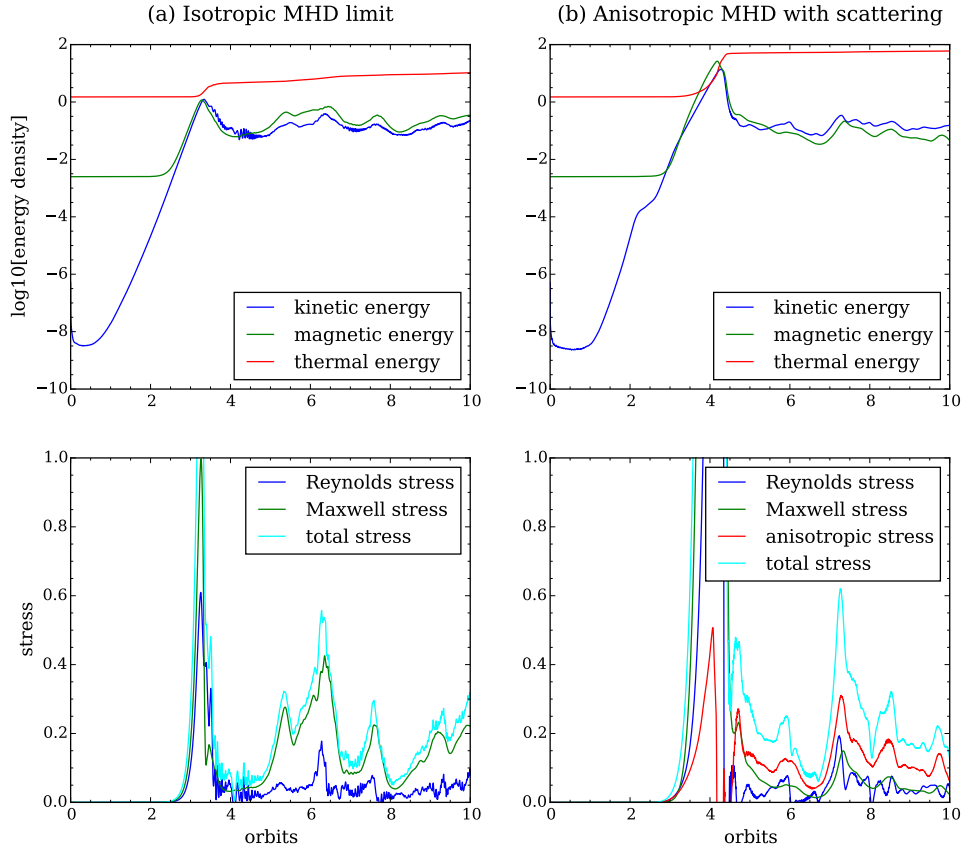 (a) Isotropic MHD limit
(b) Anisotropic MHD with scattering
log10[energy density]
2
0
−2
−4
−6
−8
−10
0 2 4 6 8 10
kinetic energy
magnetic energy
thermal energy
2
0
−2
−4
−6
−8
−10
0 2 4 6 8 10
kinetic energy
magnetic energy
thermal energy
stress
1.0
0.8
0.6
0.4
0.2
0.0
0 2 4 6 8 10
orbits
Reynolds stress
Maxwell stress
total stress
1.0
0.8
0.6
0.4
0.2
0.0
0 2 4 6 8 10
orbits
Reynolds stress
Maxwell stress
anisotropic stress
total stress